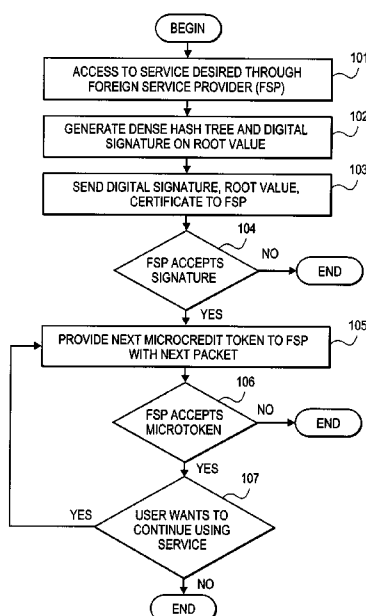 BEGIN
101
ACCESS TO SERVICE DESIRED THROUGH
FOREIGN SERVICE PROVIDER (FSP)
102
GENERATE DENSE HASH TREE AND DIGITAL
SIGNATURE ON ROOT VALUE
103
SEND DIGITAL SIGNATURE, ROOT VALUE,
CERTIFICATE TO FSP
104
FSP ACCEPTS
SIGNATURE
NO
END
YES
105
PROVIDE NEXT MICROCREDIT TOKEN TO FSP
WITH NEXT PACKET
106
FSP ACCEPTS
MICROTOKEN
NO
END
YES
107
YES
USER WANTS TO
CONTINUE USING
SERVICE
NO
END